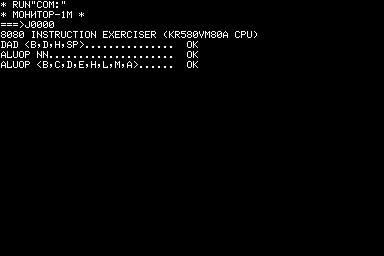 * RUN"COM:"
* МОНИТОР-1М *
===>J0000
8080 INSTRUCTION EXERCISER (KR580VM80A CPU)
DAD <B,D,H,SP>............... OK
ALUOP NN..................... OK
ALUOP <B,C,D,E,H,L,M,A>...... OK